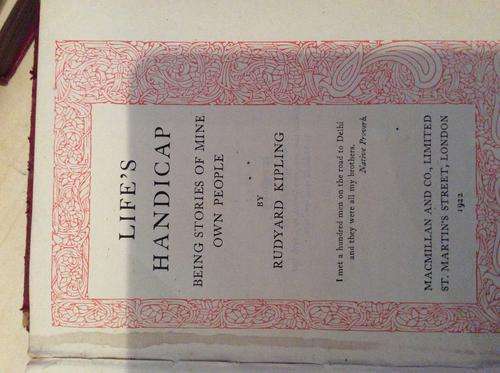 LIFE'S
HANDICAP
BEING STORIES OF MINE
OWN PEOPLE
BY
RUDYARD KIPLING
I met a hundred men on the road to Delhi
and they were all my brothers.
Native Proverb
MACMILLAN AND CO., LIMITED
ST. MARTIN'S STREET, LONDON
1922